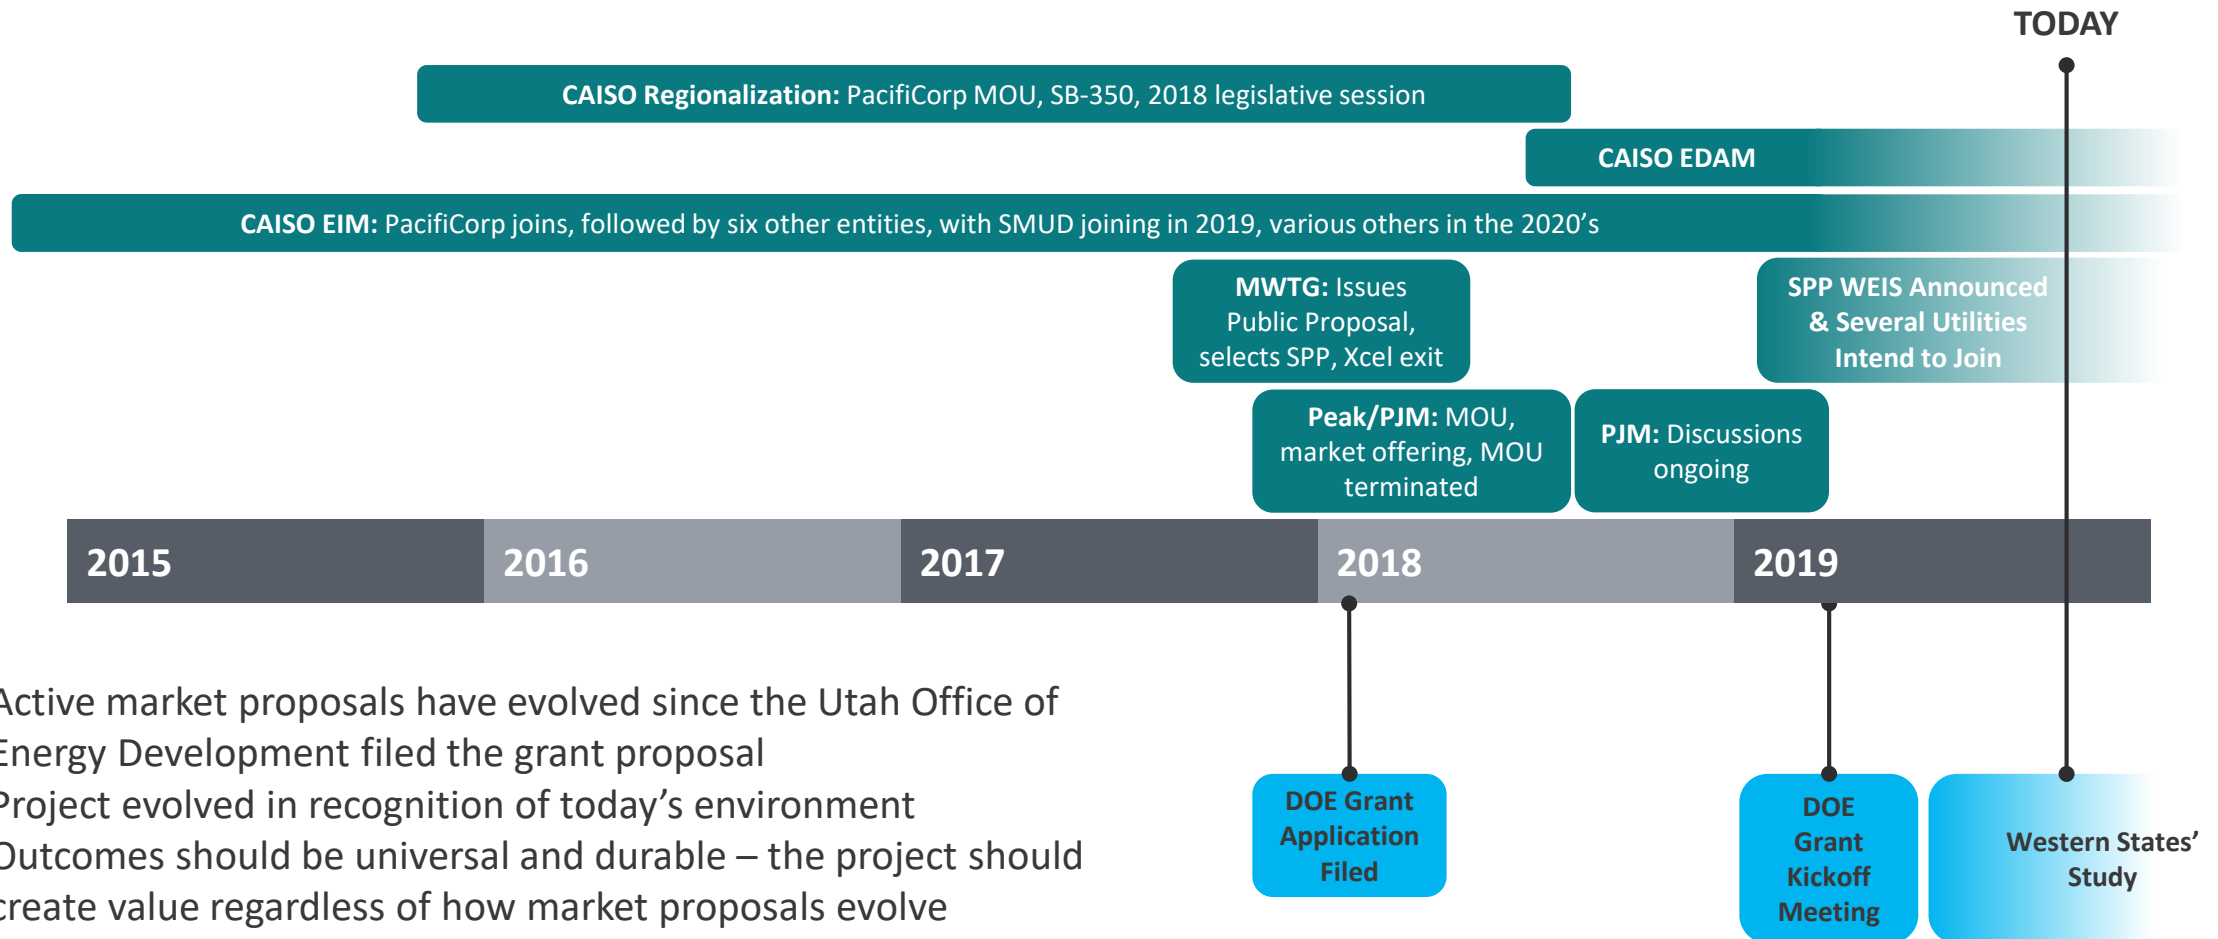 TODAY
CAISO Regionalization: PacifiCorp MOU, SB-350, 2018 legislative session
CAISO EDAM
CAISO EIM: PacifiCorp joins, followed by six other entities, with SMUD joining in 2019, various others in the 2020's
MWTG: Issues
Public Proposal,
selects SPP, Xcel exit
SPP WEIS Announced
& Several Utilities
Intend to Join
Peak/PJM: MOU,
market offering, MOU
terminated
PJM: Discussions
ongoing
2015
2016
2017
2018
2019
Active market proposals have evolved since the Utah Office of
Energy Development filed the grant proposal
Project evolved in recognition of today’s environment
Outcomes should be universal and durable – the project should
create value regardless of how market proposals evolve
DOE Grant
Application
Filed
DOE
Grant
Kickoff
Meeting
Western States’
Study